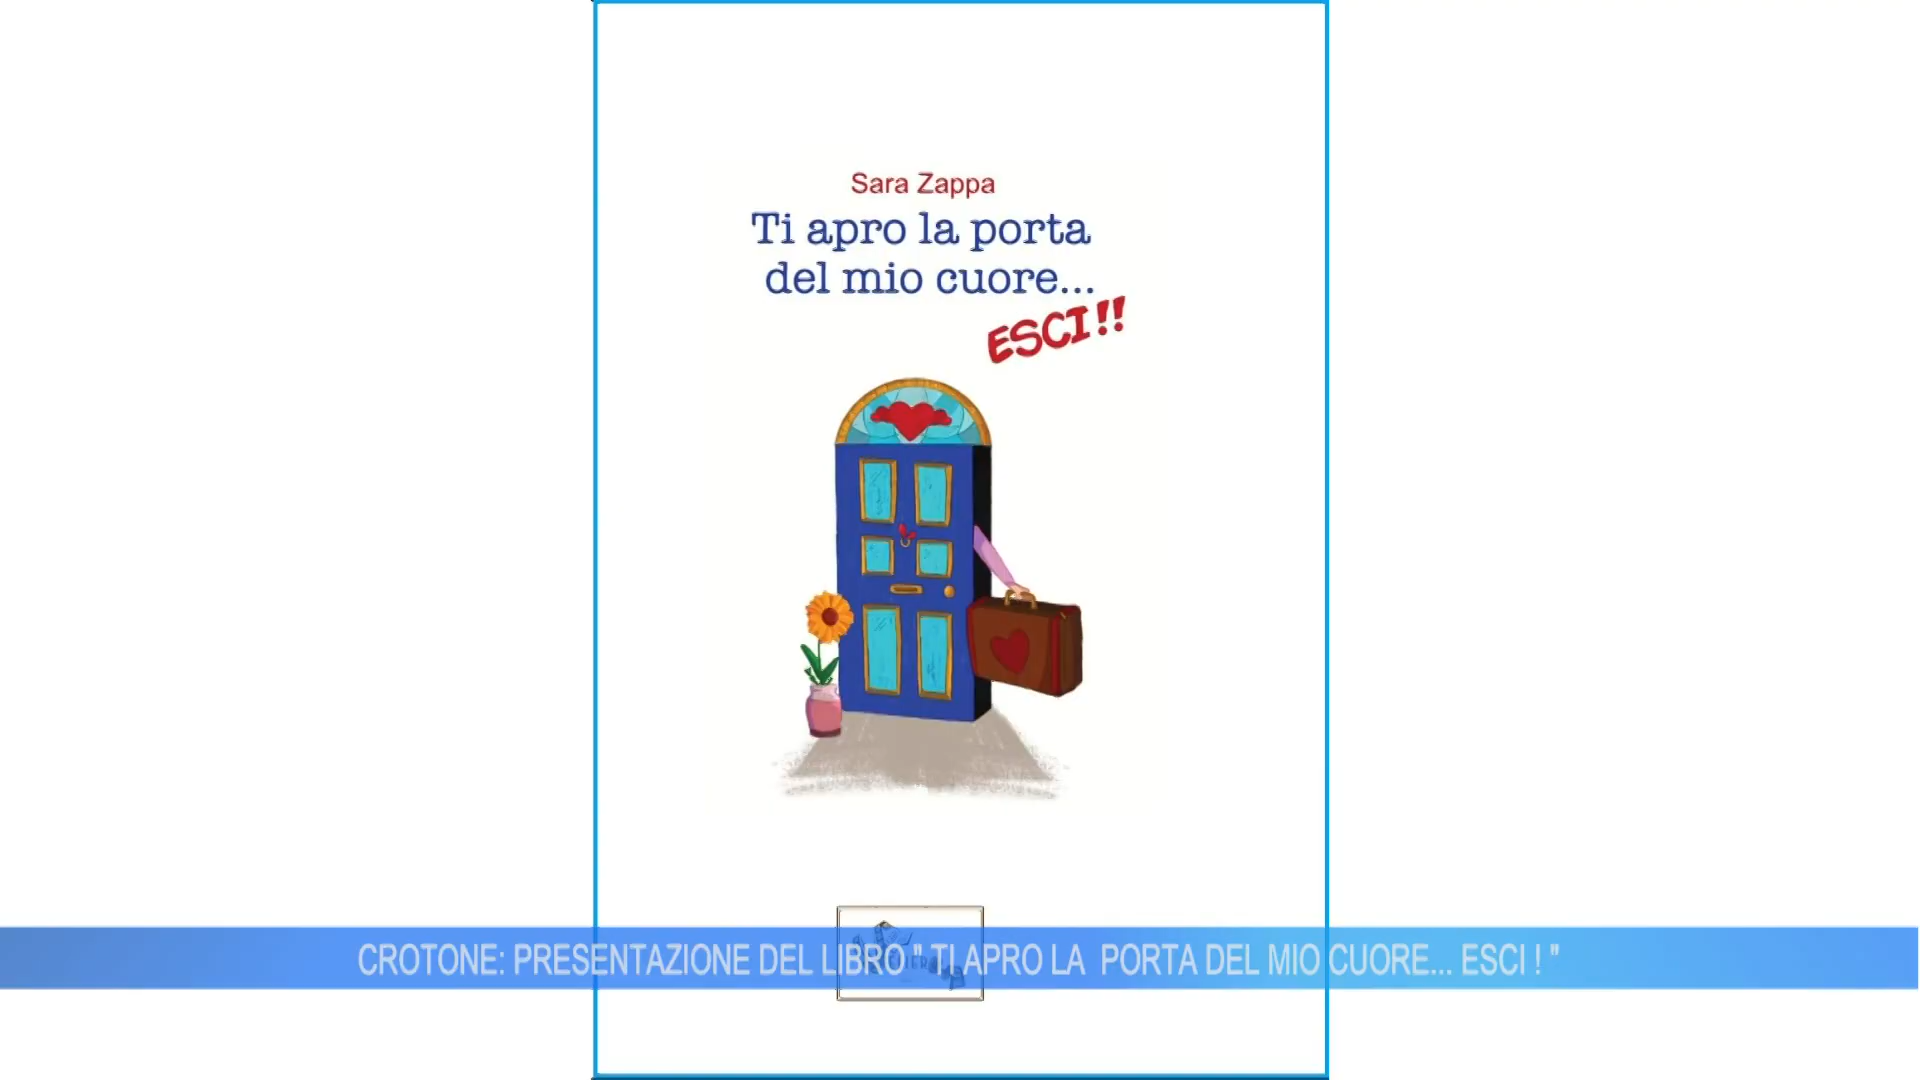 Sara Zappa
Ti apro la porta
del mio cuore...
ESCI!!
CROTONE: PRESENTAZIONE DEL LIBRO " TI APRO LA  PORTA DEL MIO CUORE... ESCI ! "